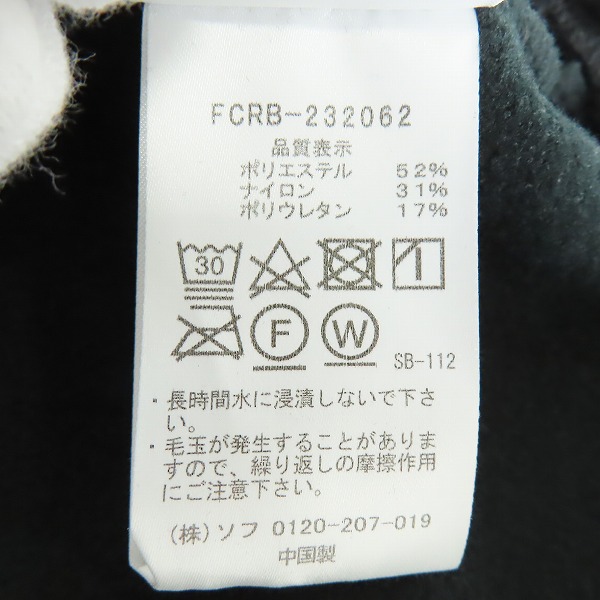 FCRB-232062
品質表示
ポリエステル 52%
ナイロン 31%
ポリウレタン 17%
30
F W SB-112
・長時間水に浸漬しないで下さ
い。
・毛玉が発生することがありま
すので、繰り返しの摩擦作用
にご注意下さい。
(株)ソフ 0120-207-019
中国製